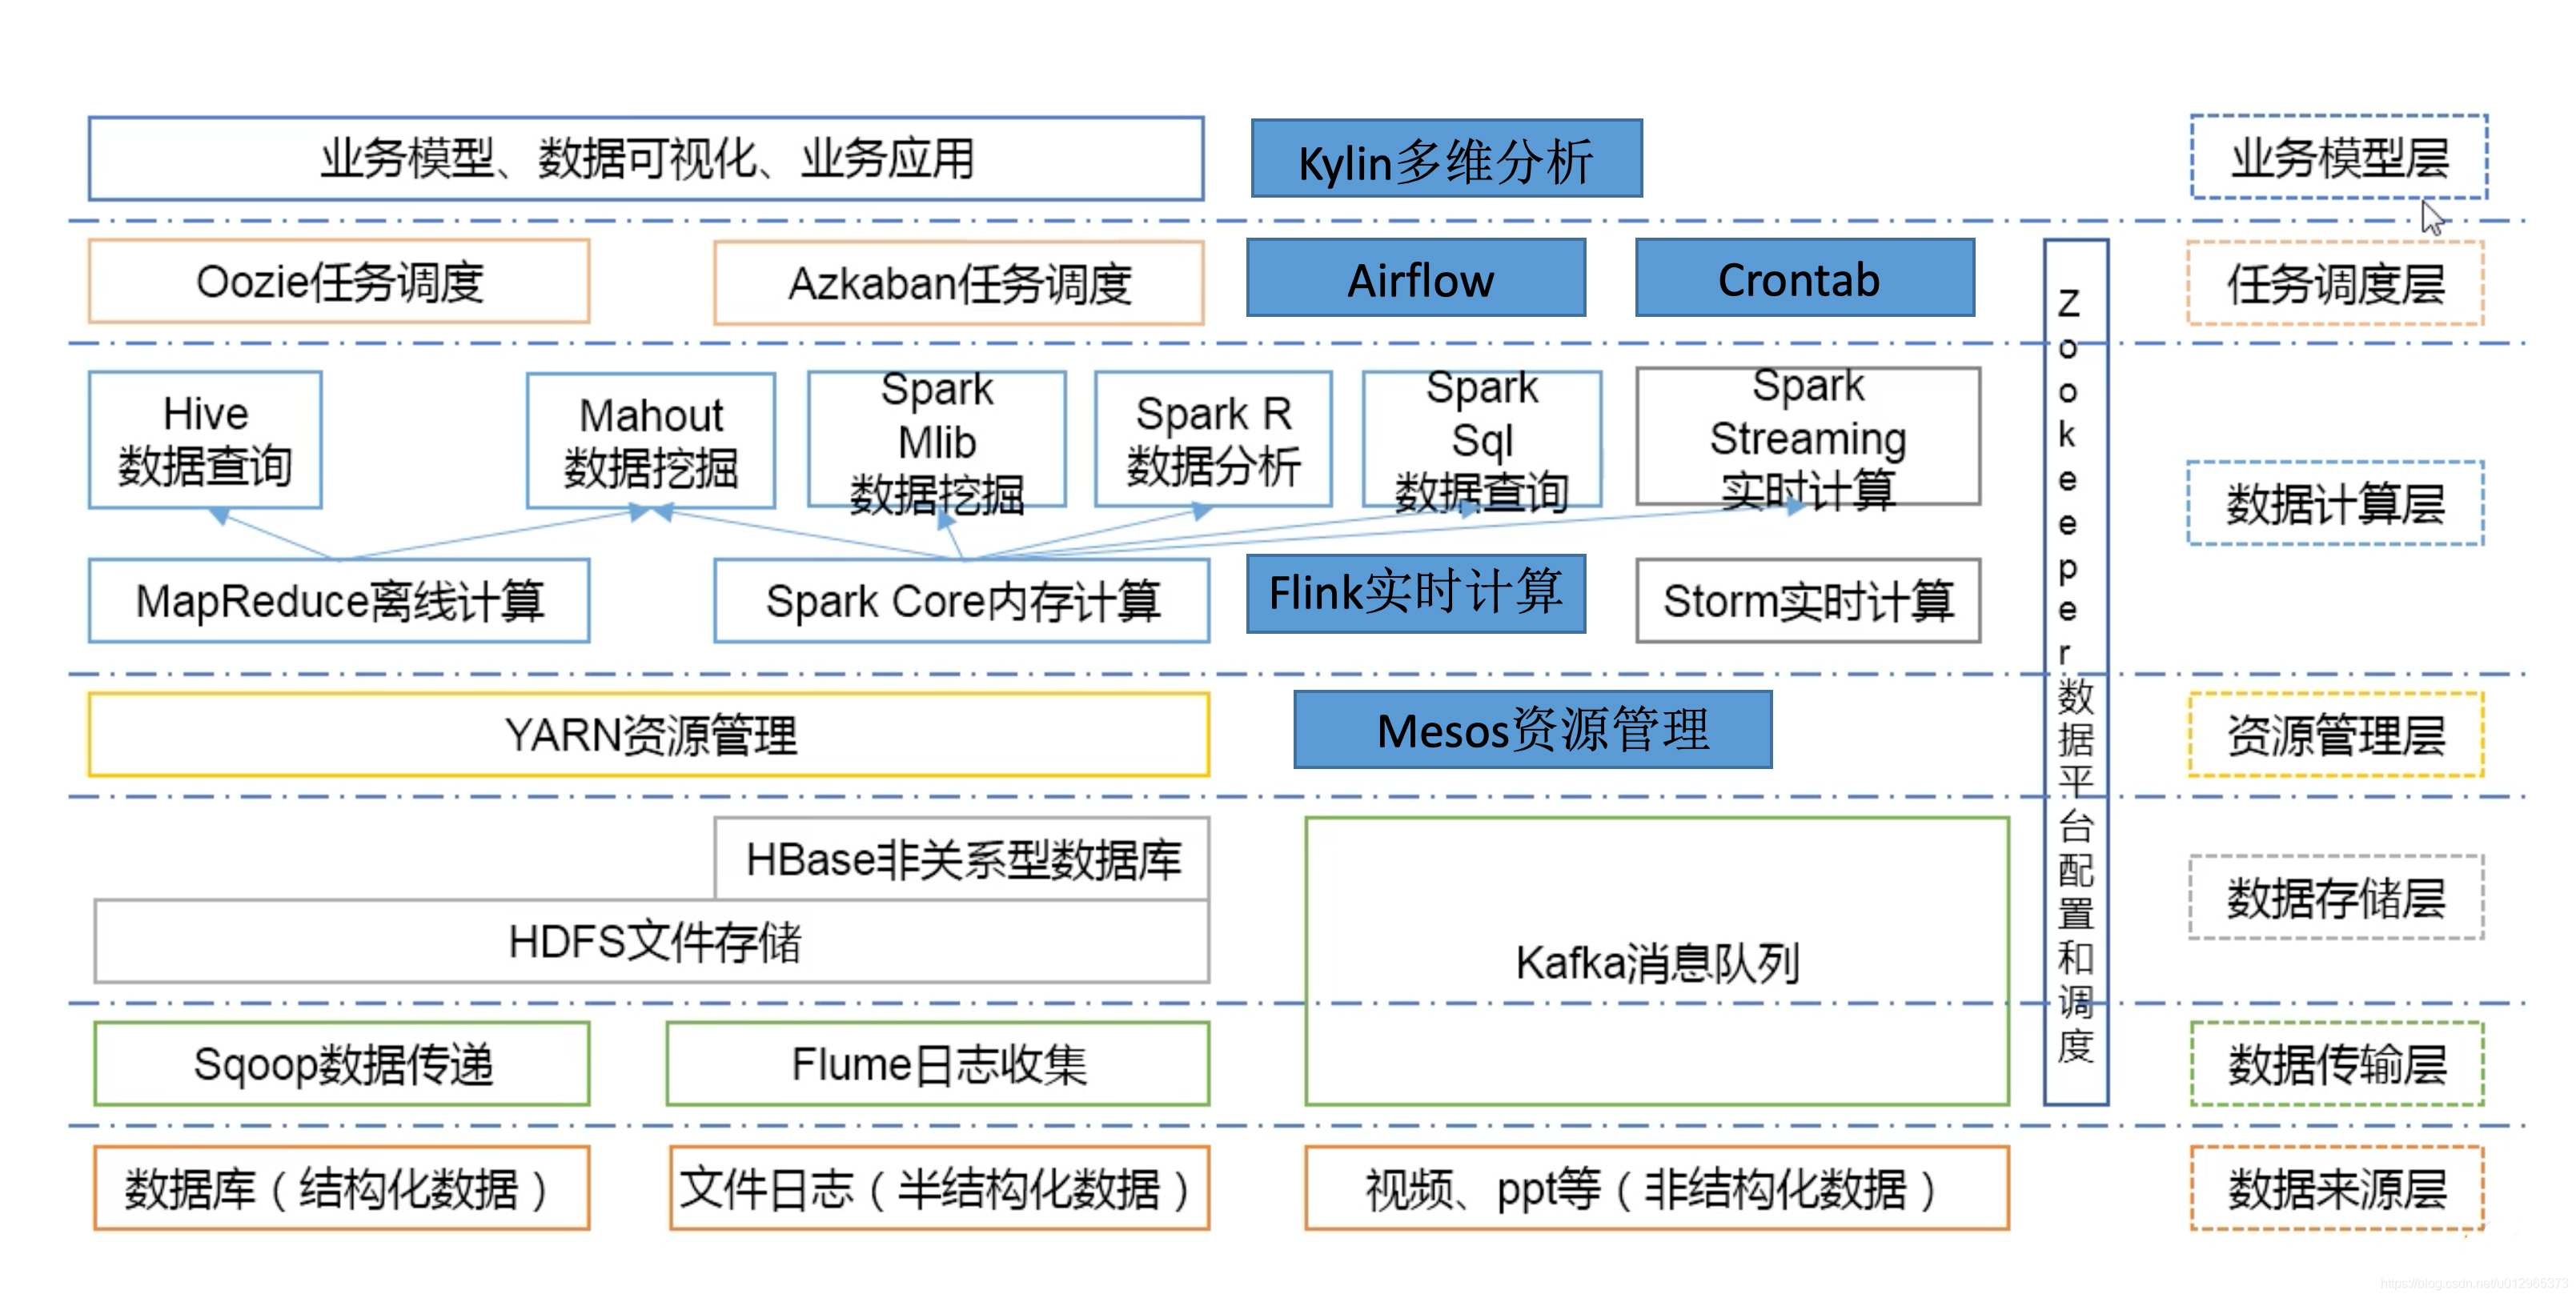 业务模型、数据可视化、业务应用
Kylin多维分析
业务模型层
Oozie任务调度
Azkaban任务调度
Airflow
Crontab
任务调度层
Hive
数据查询
Mahout
数据挖掘
Spark
Mlib
数据挖掘
Spark R
数据分析
Spark
Sql
数据查询
Spark
Streaming
实时计算
数据计算层
MapReduce离线计算
Spark Core内存计算
Flink实时计算
Storm实时计算
Zookeeper数据平台配置和调度
YARN资源管理
Mesos资源管理
资源管理层
HBase非关系型数据库
HDFS文件存储
Kafka消息队列
数据存储层
Sqoop数据传递
Flume日志收集
数据传输层
数据库（结构化数据）
文件日志（半结构化数据）
视频、ppt等（非结构化数据）
数据来源层
https://blog.csdn.net/u012965373